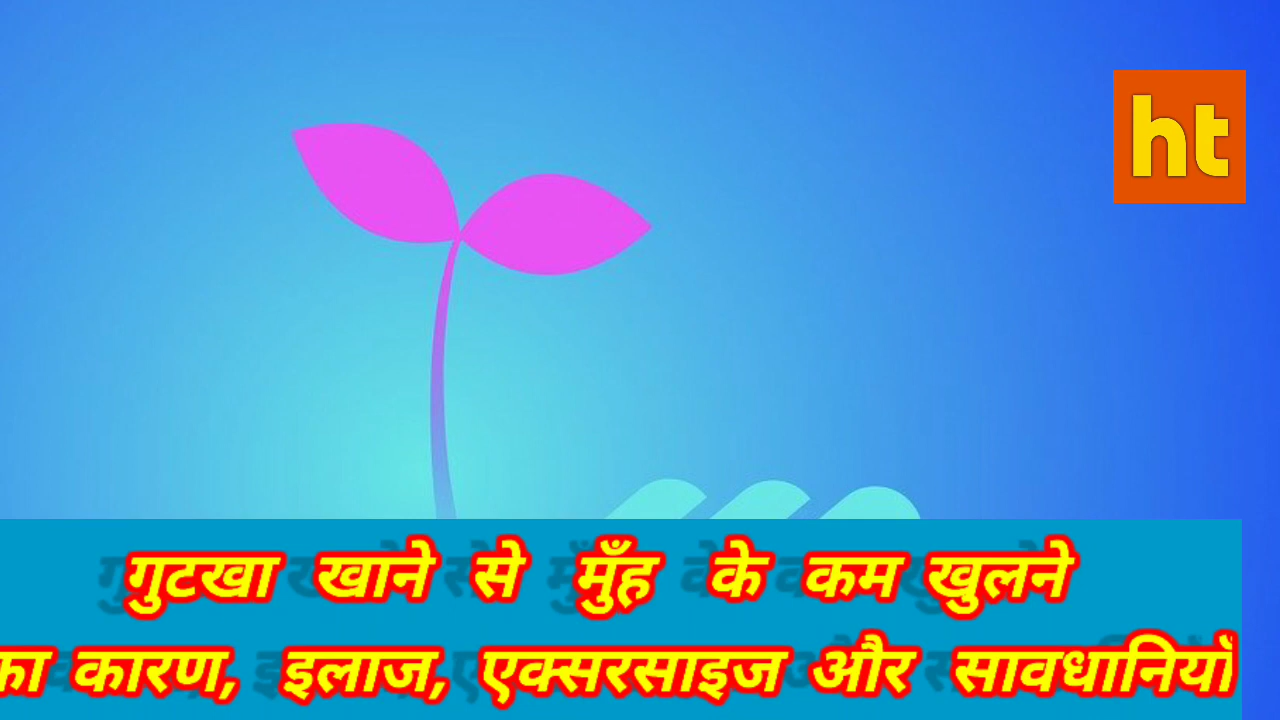 ht
गुटखा खाने से मुँह के कम खुलने
का कारण, इलाज, एक्सरसाइज और सावधानियाँ